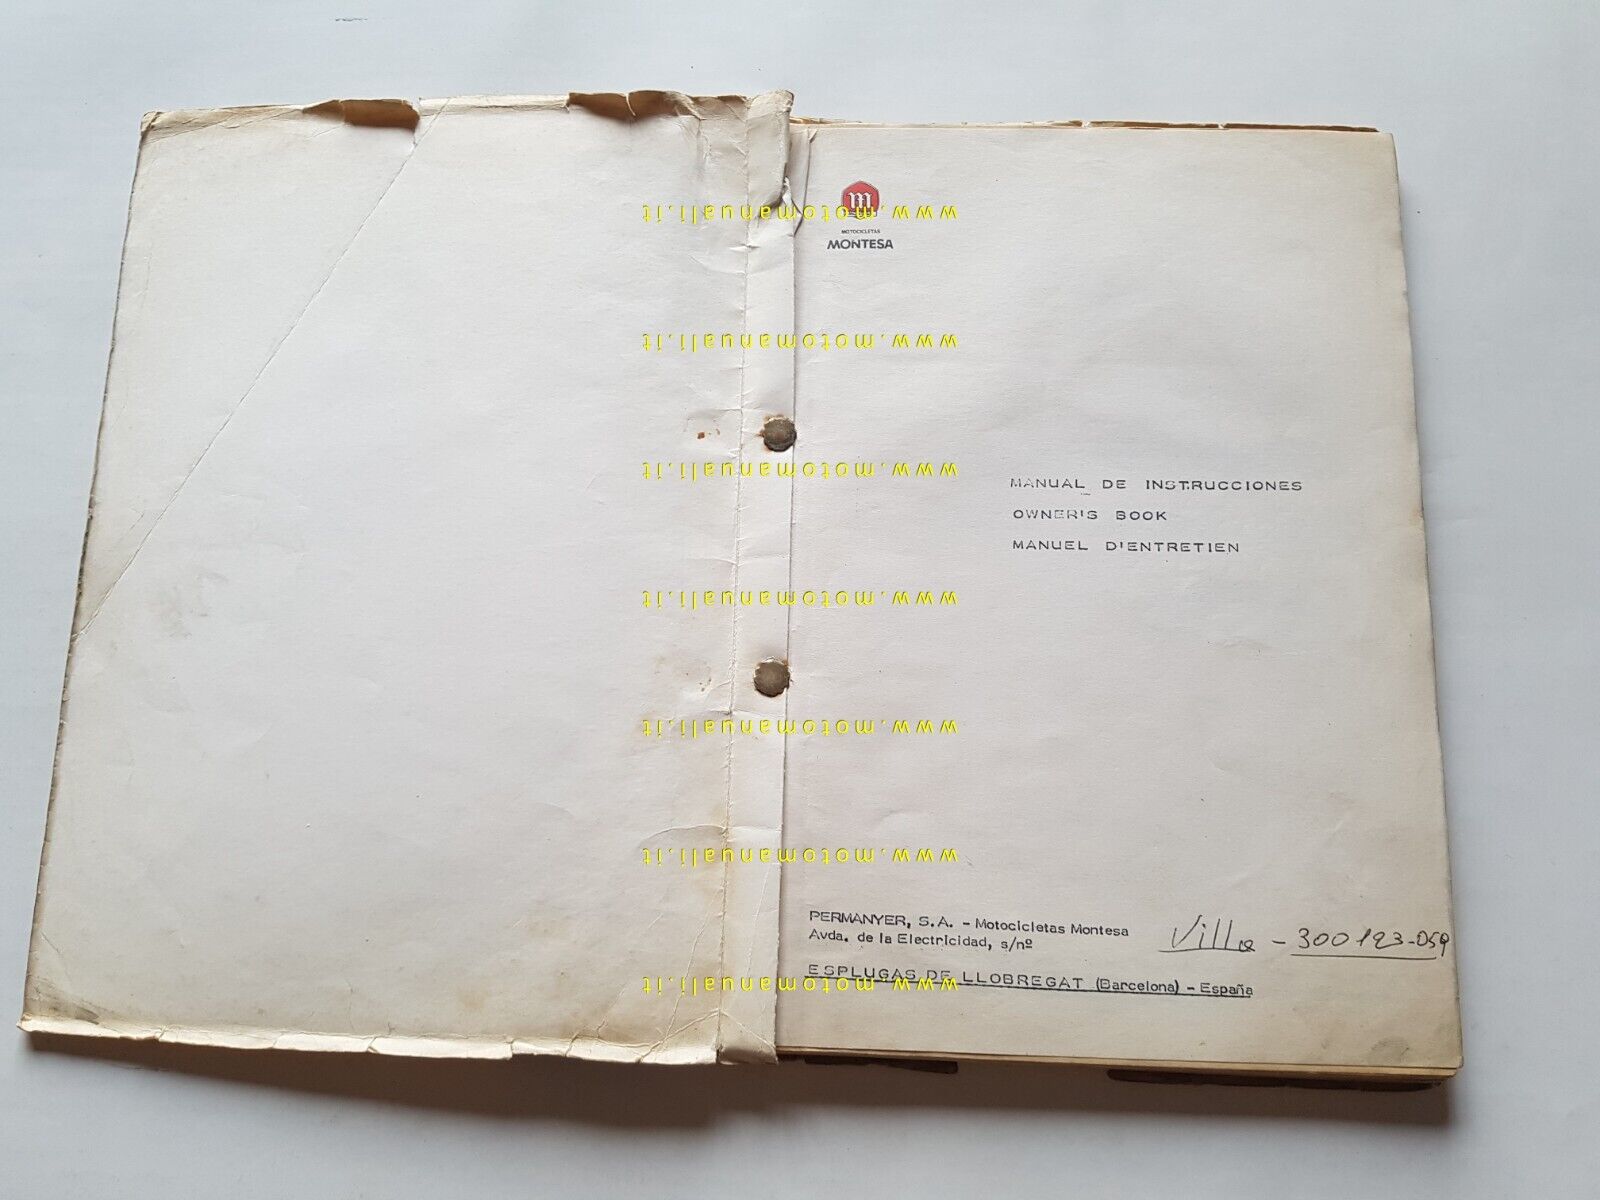 m
MOTOCICLETAS
MONTESA
www.motomanuali.it
www.motomanuali.it
www.motomanuali.it
MANUAL DE INSTRUCCIONES
OWNER'S BOOK
MANUEL D'ENTRETIEN
www.motomanuali.it
www.motomanuali.it
www.motomanuali.it
PERMANYER, S.A. - Motocicletas Montesa
Avda. de la Electricidad, s/nº
- 300123-059
ESPLUGAS DE LLOBREGAT (Barcelona) - España
www.motomanuali.it